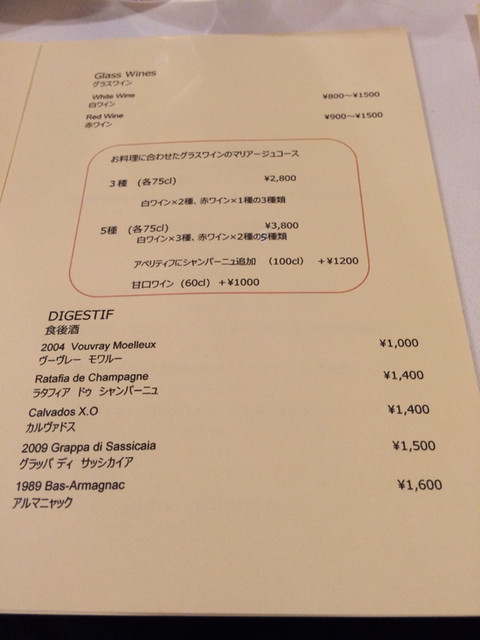 Glass Wines
グラスワイン
White Wine ¥800～¥1500
白ワイン
Red Wine ¥900～¥1500
赤ワイン
お料理に合わせたグラスワインのマリアージュコース
3種 (各75cl) ¥2,800
白ワイン×2種、赤ワイン×1種の3種類
5種 (各75cl) ¥3,800
白ワイン×3種、赤ワイン×2種の5種類
アペリティフにシャンパーニュ追加 (100cl) +¥1200
甘口ワイン (60cl) +¥1000
DIGESTIF
食後酒
2004 Vouvray Moelleux ¥1,000
ヴーヴレー モワルー
Ratafia de Champagne ¥1,400
ラタフィア ドゥ シャンパーニュ
Calvados X.O ¥1,400
カルヴァドス
2009 Grappa di Sassicaia ¥1,500
グラッパ ディ サッシカイア
1989 Bas-Armagnac ¥1,600
アルマニャック